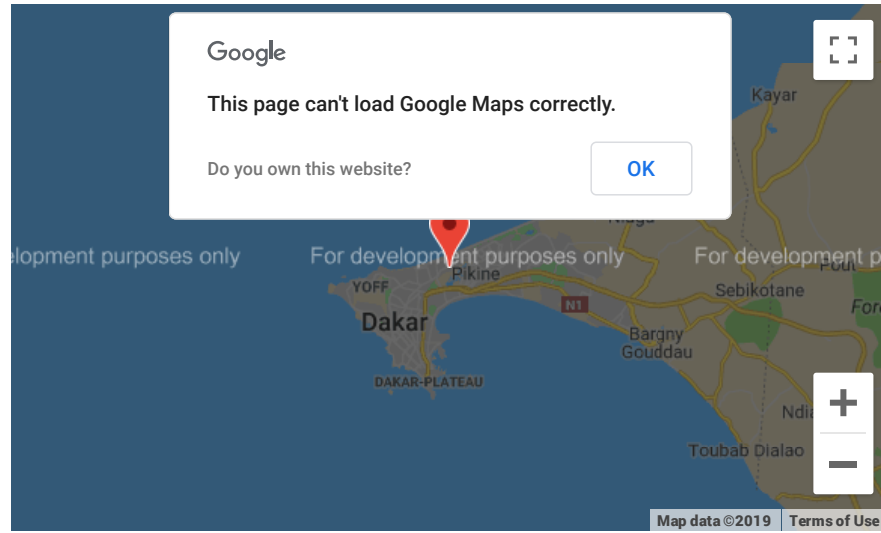 Google
This page can't load Google Maps correctly.
Do you own this website?
OK
Kayar
elopment purposes only
For development purposes only
For development p
Pikine
YOFF
Sebikotane
N1
Dakar
Bargny
Gouddau
DAKAR-PLATEAU
Toubab Dialao
Map data ©2019
Terms of Use